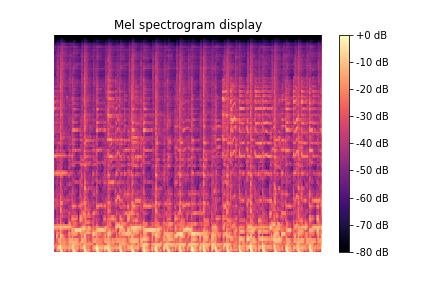 Mel spectrogram display
+0 dB
-10 dB
-20 dB
-30 dB
-40 dB
-50 dB
-60 dB
-70 dB
-80 dB